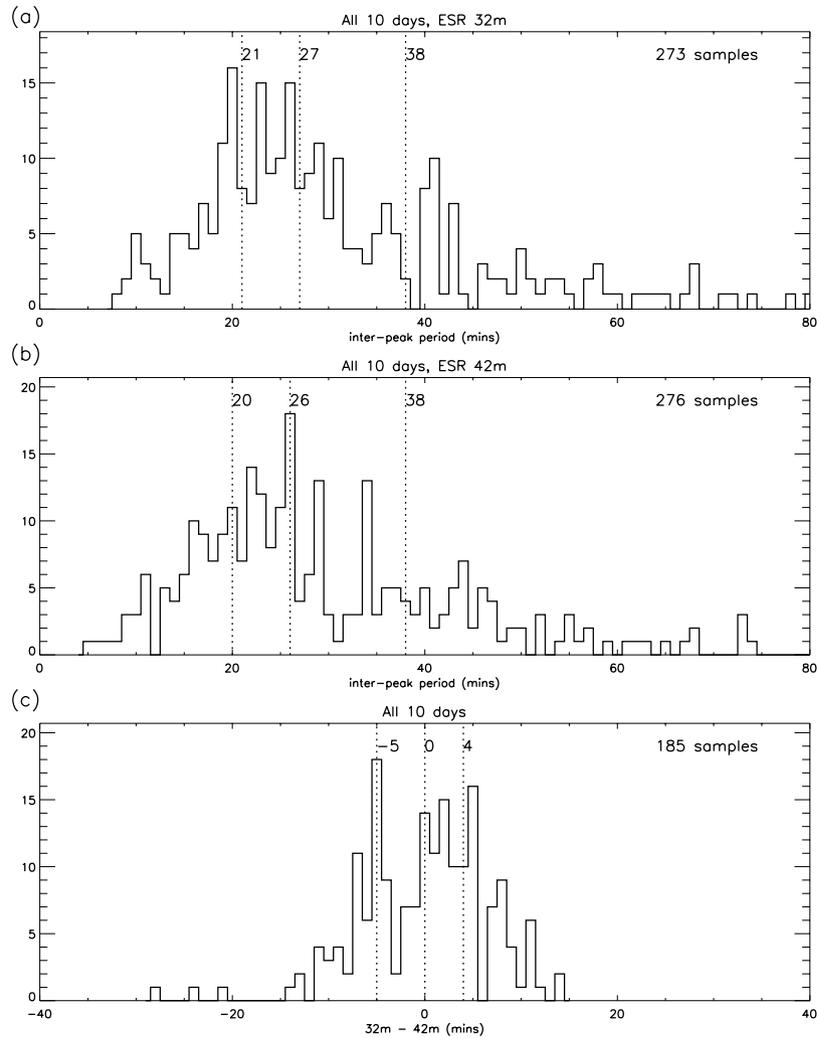 (a)
All 10 days, ESR 32m
21 27 38 273 samples
15
10
5
0
0 20 40 60 80
inter-peak period (mins)
(b)
All 10 days, ESR 42m
20
20 26 38 276 samples
15
10
5
0
0 20 40 60 80
inter-peak period (mins)
(c)
All 10 days
20
-5 0 4 185 samples
15
10
5
0
-40 -20 0 20 40
32m - 42m (mins)